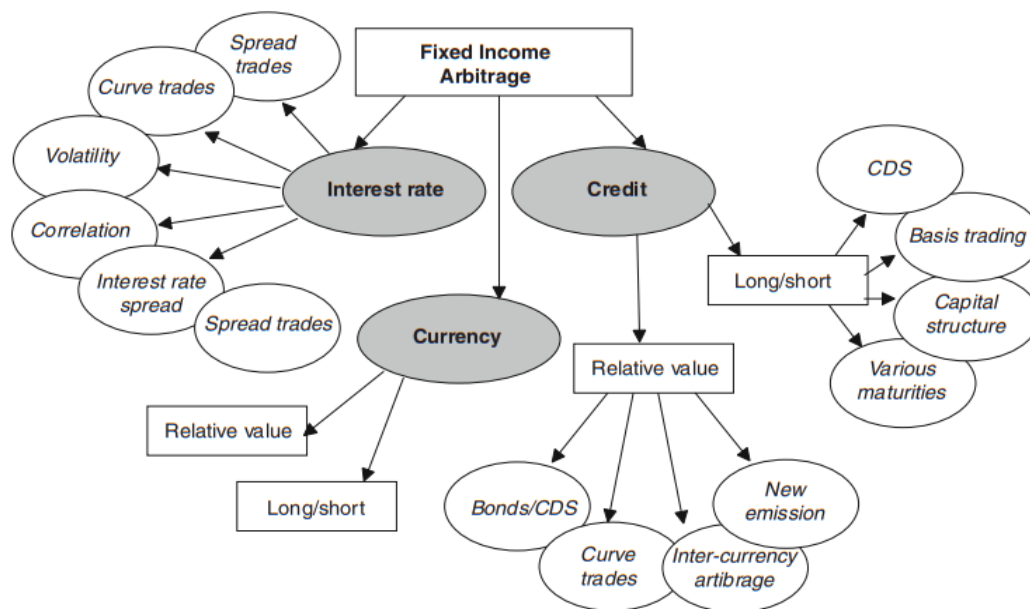 Fixed Income
Arbitrage
Spread
trades
Curve trades
Volatility
Correlation
Interest rate
spread
Spread trades
Interest rate
Credit
Currency
CDS
Basis trading
Capital
structure
Various
maturities
Long/short
Relative value
Relative value
Long/short
Bonds/CDS
Curve
trades
Inter-currency
artibrage
New
emission